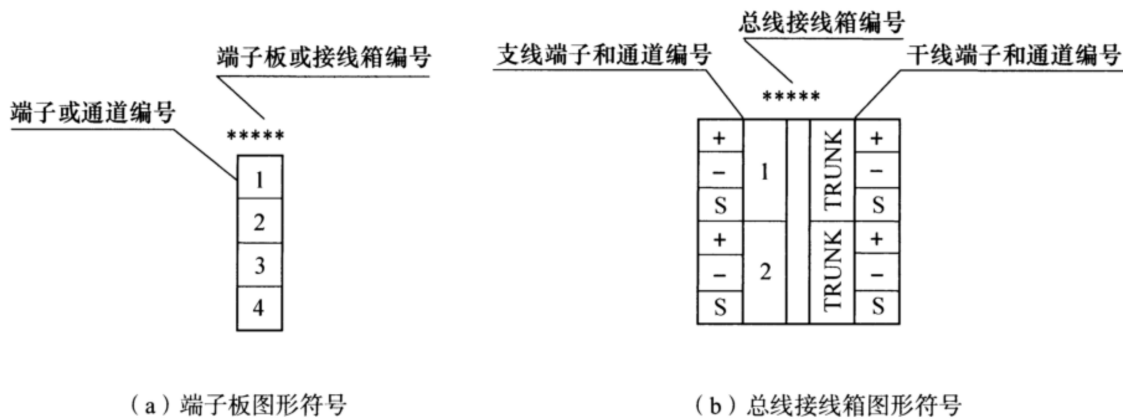 总线接线箱编号
端子板或接线箱编号
支线端子和通道编号
干线端子和通道编号
端子或通道编号
*****
*****
1
2
3
4
+
-
S
+
-
S
1
2
TRUNK
TRUNK
+
-
S
+
-
S
(a)端子板图形符号
(b)总线接线箱图形符号